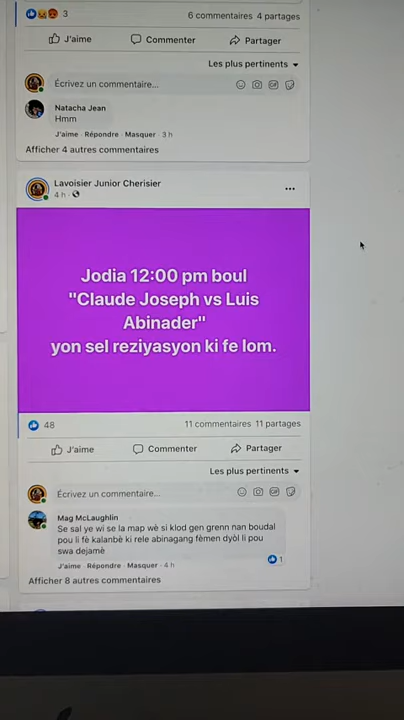 3
6 commentaires 4 partages
J'aime
Commenter
Partager
Les plus pertinents
Écrivez un commentaire...
Natacha Jean
Hmm
J'aime · Répondre · Masquer · 3 h
Afficher 4 autres commentaires
Lavoisier Junior Cherisier
4 h ·
Jodia 12:00 pm boul
"Claude Joseph vs Luis
Abinader"
yon sel reziyasyon ki fe lom.
48
11 commentaires 11 partages
J'aime
Commenter
Partager
Les plus pertinents
Écrivez un commentaire...
Mag McLaughlin
Se sal ye wi se la map wè si klod gen grenn nan boudal
pou li fè kalanbè ki rele abinagang fèmen dyòl li pou
swa dejamè
1
J'aime · Répondre · Masquer · 4 h
Afficher 8 autres commentaires